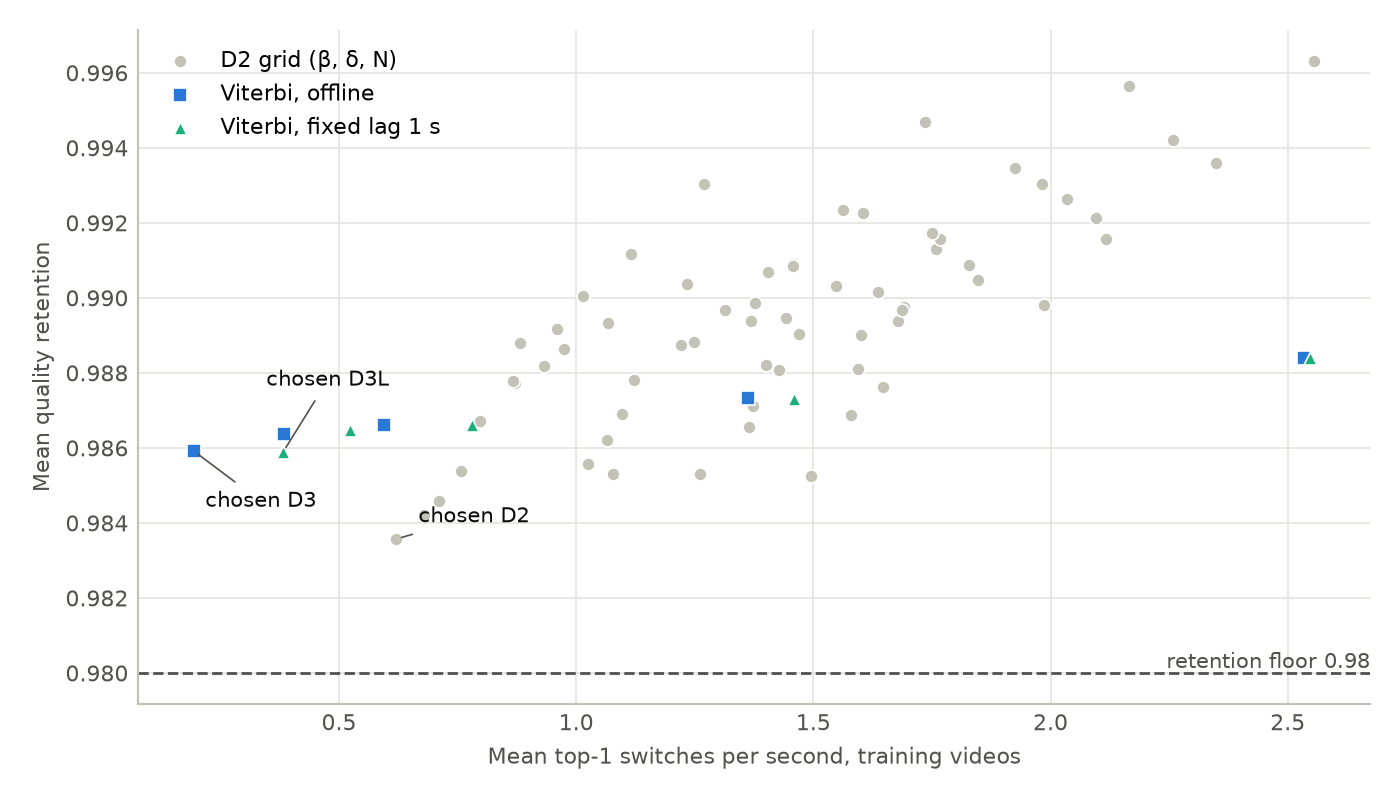 D2 grid (β, δ, N)
Viterbi, offline
Viterbi, fixed lag 1 s
0.996
0.994
0.992
0.990
0.988
0.986
0.984
0.982
0.980
Mean quality retention
chosen D3L
chosen D3
chosen D2
retention floor 0.98
0.5
1.0
1.5
2.0
2.5
Mean top-1 switches per second, training videos